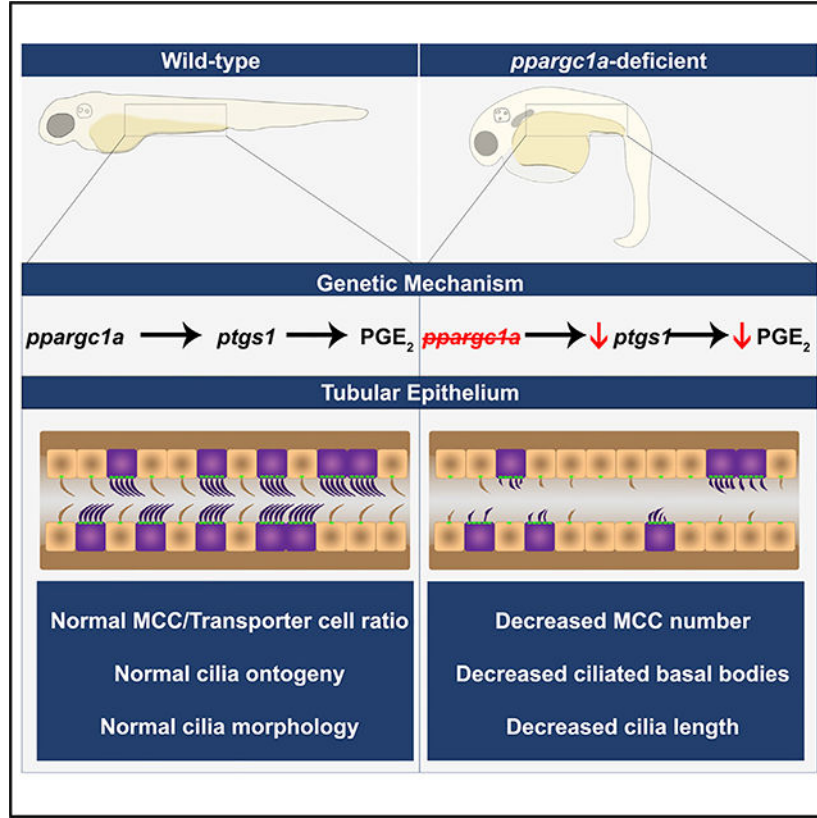 Wild-type
ppargc1a-deficient
Genetic Mechanism
ppargc1a → ptgs1 → PGE₂
ppargc1a → ↓ ptgs1 → ↓ PGE₂
Tubular Epithelium
Normal MCC/Transporter cell ratio
Normal cilia ontogeny
Normal cilia morphology
Decreased MCC number
Decreased ciliated basal bodies
Decreased cilia length